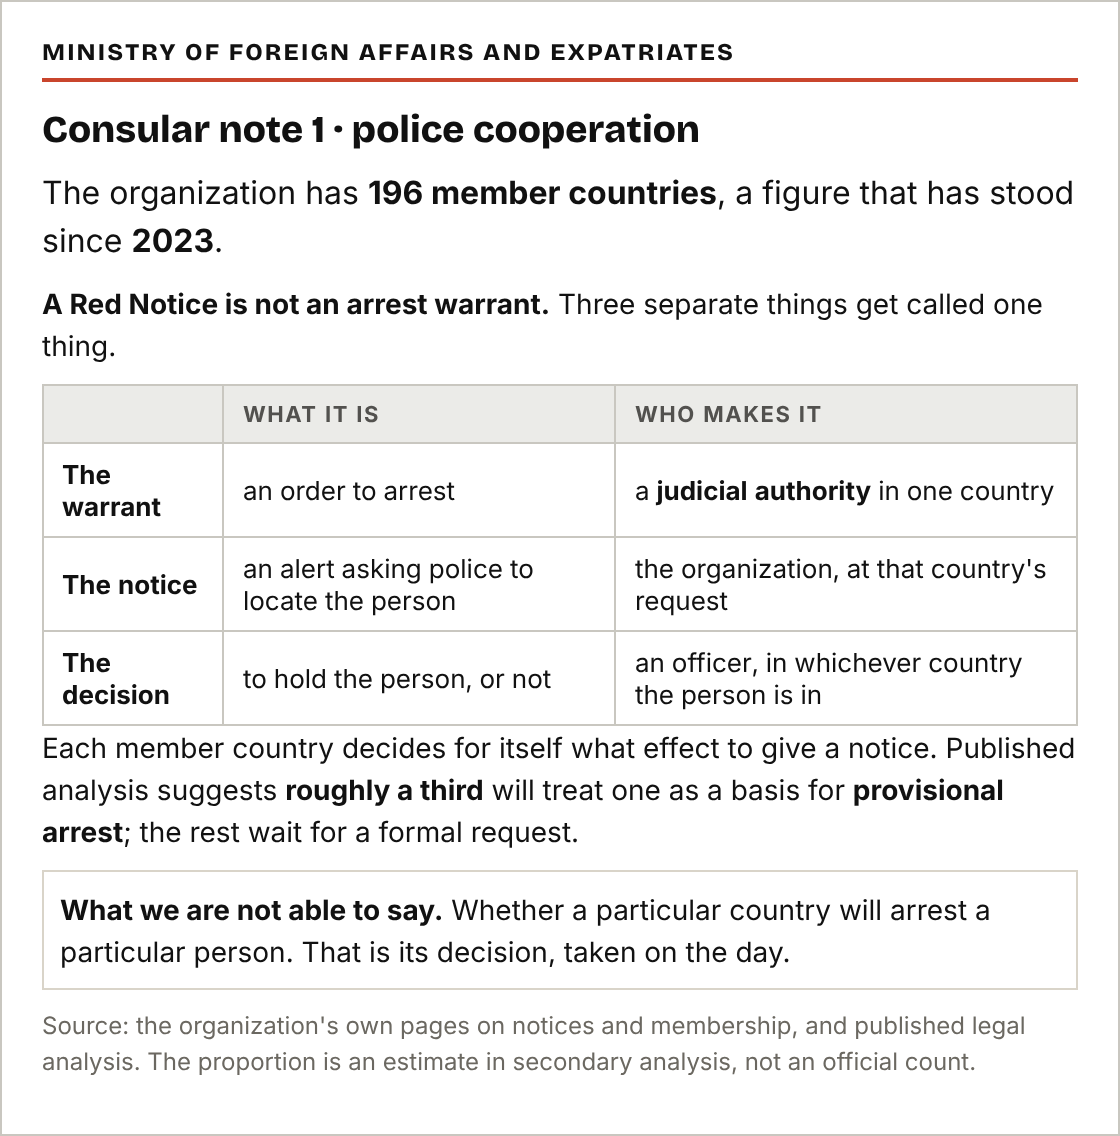 MINISTRY OF FOREIGN AFFAIRS AND EXPATRIATES
Consular note 1 · police cooperation
The organization has 196 member countries, a figure that has stood
since 2023.
A Red Notice is not an arrest warrant. Three separate things get called one
thing.
WHAT IT IS
WHO MAKES IT
The
warrant
an order to arrest
a judicial authority in one country
The notice
an alert asking police to
locate the person
the organization, at that country's
request
The
decision
to hold the person, or not
an officer, in whichever country
the person is in
Each member country decides for itself what effect to give a notice. Published
analysis suggests roughly a third will treat one as a basis for provisional
arrest; the rest wait for a formal request.
What we are not able to say. Whether a particular country will arrest a
particular person. That is its decision, taken on the day.
Source: the organization's own pages on notices and membership, and published legal
analysis. The proportion is an estimate in secondary analysis, not an official count.